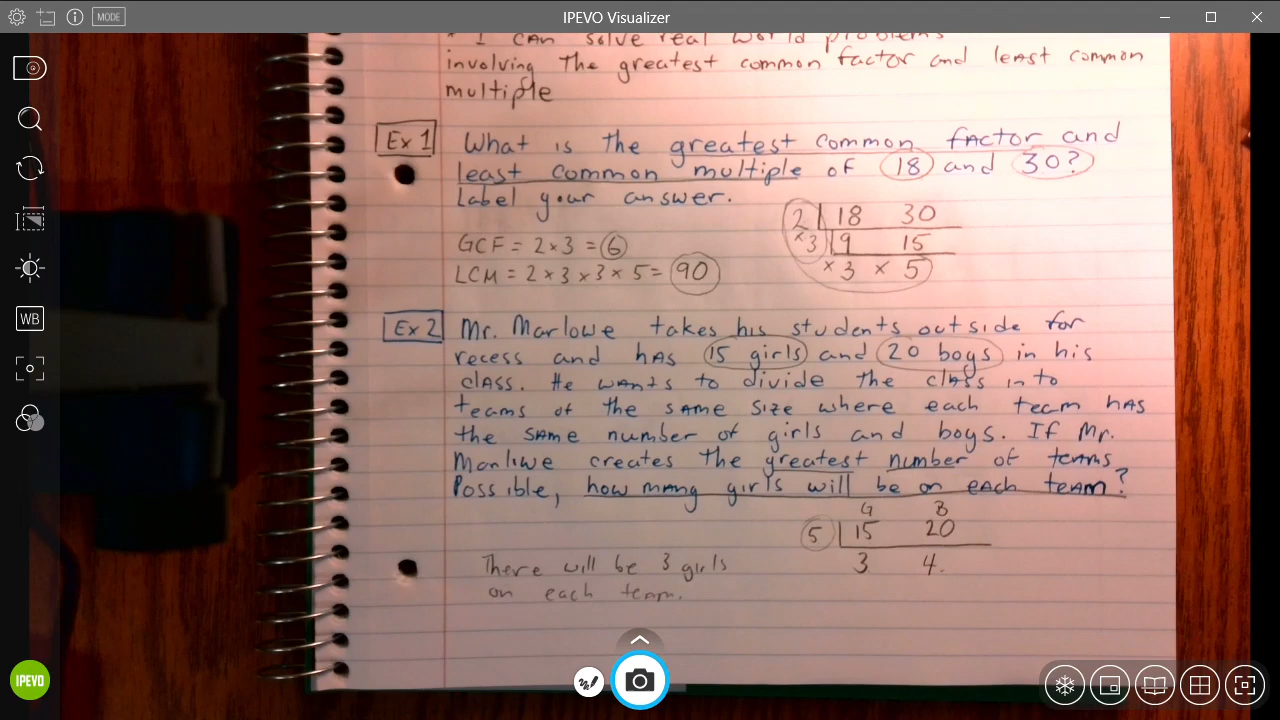 IPEVO Visualizer
MODE
* I can solve real world problems
involving the greatest common factor and least common
multiple
Ex 1 What is the greatest common factor and
least common multiple of 18 and 30?
Label your answer.
2 18 30
GCF = 2×3 = 6
×3 9 15
LCM = 2×3×3×5 = 90
×3 × 5
Ex 2 Mr. Marlowe takes his students outside for
recess and has 15 girls and 20 boys in his
class. He wants to divide the class into
teams of the same size where each team has
the same number of girls and boys. If Mr.
Marlwe creates the greatest number of teams
Possible, how many girls will be on each team?
G B
5 15 20
There will be 3 girls
3 4
on each team.
WB
IPEVO